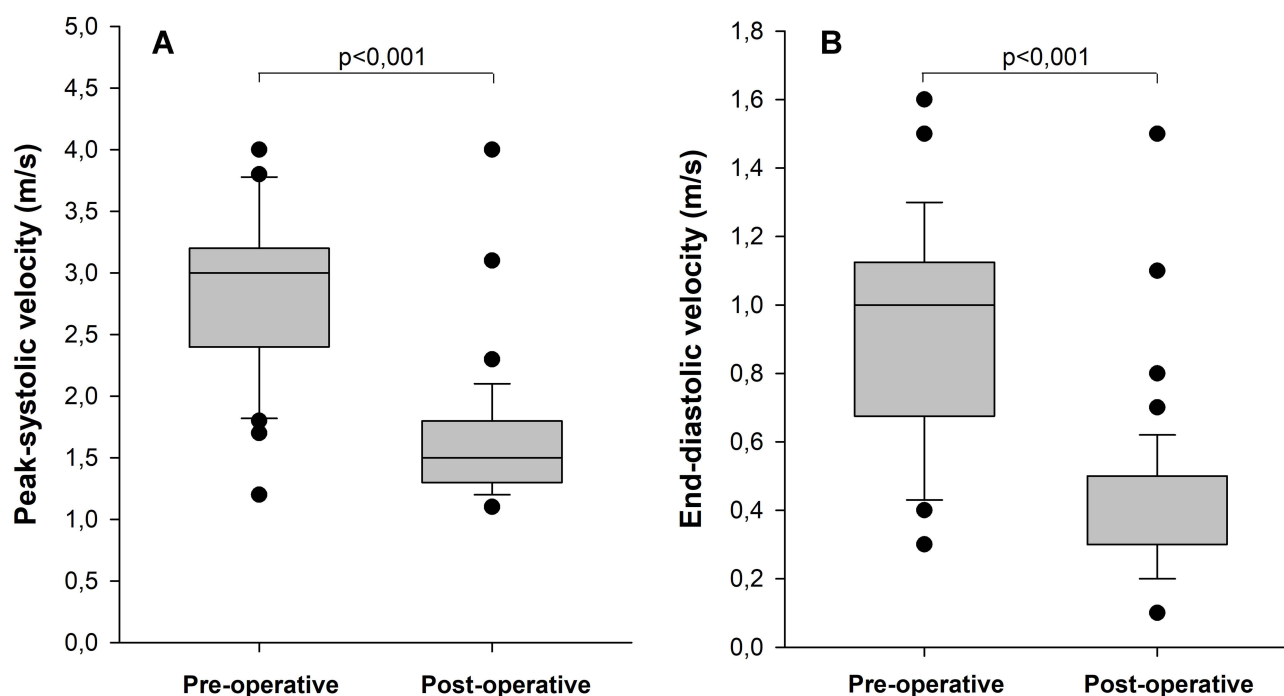 A
p<0,001
Peak-systolic velocity (m/s)
5,0
4,5
4,0
3,5
3,0
2,5
2,0
1,5
1,0
0,5
0,0
Pre-operative Post-operative
B
p<0,001
End-diastolic velocity (m/s)
1,8
1,6
1,4
1,2
1,0
0,8
0,6
0,4
0,2
0,0
Pre-operative Post-operative